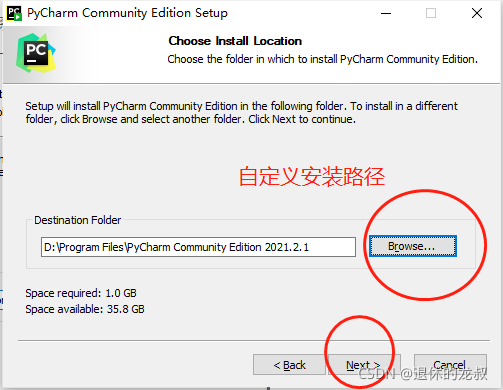 PyCharm Community Edition Setup
PC
Choose Install Location
Choose the folder in which to install PyCharm Community Edition.
Setup will install PyCharm Community Edition in the following folder. To install in a different
folder, click Browse and select another folder. Click Next to continue.
自定义安装路径
Destination Folder
D:\Program Files\PyCharm Community Edition 2021.2.1
Browse...
Space required: 1.0 GB
Space available: 35.8 GB
< Back
Next >
Cancel
CSDN @退休的龙叔